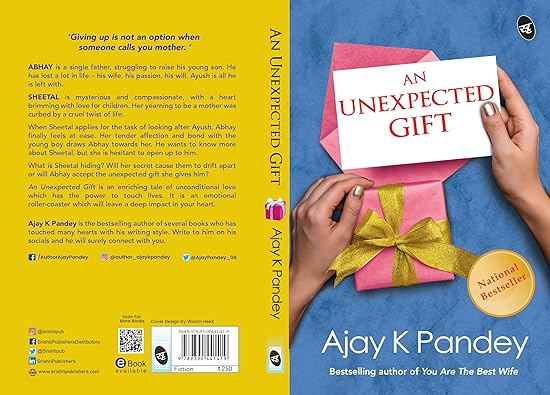 'Giving up is not an option when
someone calls you mother. '
ABHAY is a single father, struggling to raise his young son. He
has lost a lot in life – his wife, his passion, his will. Ayush is all he
is left with.
SHEETAL is mysterious and compassionate, with a heart
brimming with love for children. Her yearning to be a mother was
curbed by a cruel twist of life.
When Sheetal applies for the task of looking after Ayush, Abhay
finally feels at ease. Her tender affection and bond with the
young boy draws Abhay towards her. He wants to know more
about Sheetal, but she is hesitant to open up to him.
What is Sheetal hiding? Will her secret cause them to drift apart
or will Abhay accept the unexpected gift she gives him?
An Unexpected Gift is an enriching tale of unconditional love
which has the power to touch lives. It is an emotional
roller-coaster which will leave a deep impact in your heart.
Ajay K Pandey is the bestselling author of several books who has
touched many hearts with his writing style. Write to him on his
socials and he will surely connect with you.
/AuthorAjayPandey @author_ajaykpandey @AjayPandey_08
@srishtipub
SrishtiPublishersDistributors
@Srishtipub
SrishtiPublishers
www.srishtipublishers.com
Scan For
More Books
eBook
available
Cover Design by Wasim Helal
Fiction ₹250
AN UNEXPECTED GIFT
Ajay K Pandey
सृ
AN
UNEXPECTED
GIFT
National
Bestseller
Ajay K Pandey
Bestselling author of You Are The Best Wife